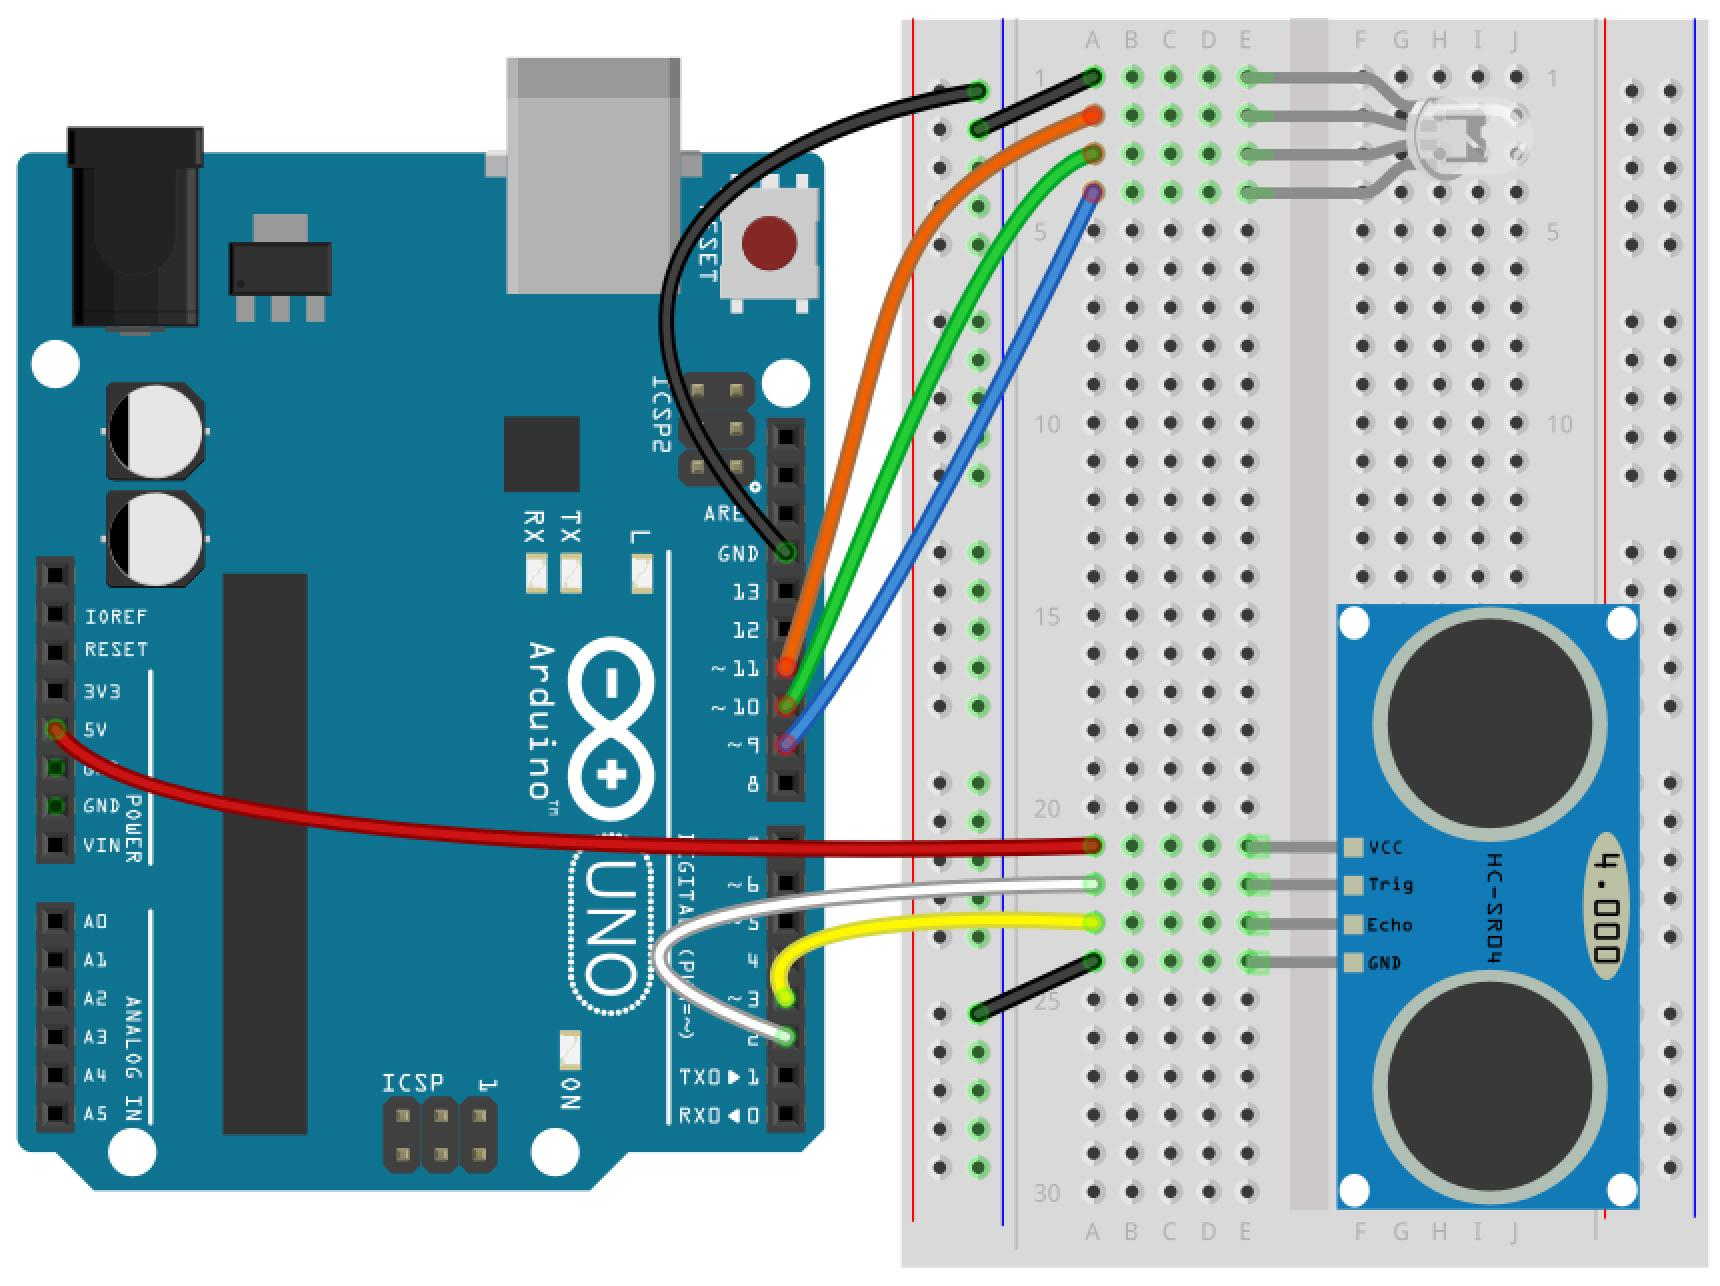 A B C D E F G H I J
1 1
5 5
10 10
15
20
25
30
A B C D E F G H I J
RESET
ICSP2
AREF
GND
13
12
~11
~10
~9
8
~6
~5
4
~3
2
TX0▶1
RX0◀0
DIGITAL (PWM=~)
RX
TX
L
Arduino™
UNO
ON
ICSP
1
IOREF
RESET
3V3
5V
GND
GND
VIN
POWER
A0
A1
A2
A3
A4
A5
ANALOG IN
VCC
Trig
Echo
GND
HC-SR04
4.000